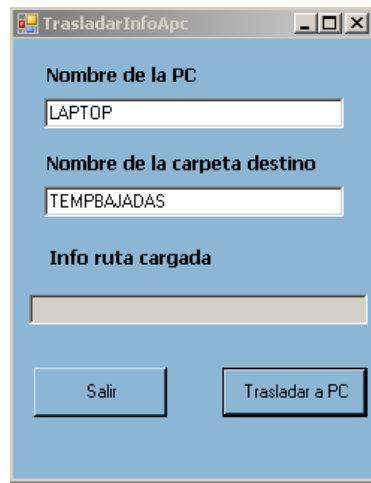 TrasladarInfoApc
Nombre de la PC
LAPTOP
Nombre de la carpeta destino
TEMPBAJADAS
Info ruta cargada
Salir
Trasladar a PC